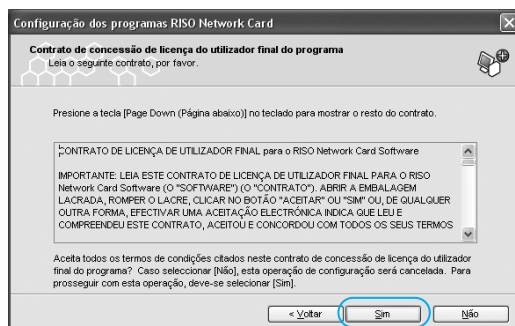 Configuração dos programas RISO Network Card
Contrato de concessão de licença do utilizador final do programa
Leia o seguinte contrato, por favor.
Presione a tecla [Page Down (Página abaixo)] no teclado para mostrar o resto do contrato.
CONTRATO DE LICENÇA DE UTILIZADOR FINAL para o RISO Network Card Software
IMPORTANTE: LEIA ESTE CONTRATO DE LICENÇA DE UTILIZADOR FINAL PARA O RISO
Network Card Software (O "SOFTWARE") (O "CONTRATO"). ABRIR A EMBALAGEM
LACRADA, ROMPER O LACRE, CLICAR NO BOTÃO "ACEITAR" OU "SIM" OU, DE QUALQUER
OUTRA FORMA, EFECTIVAR UMA ACEITAÇÃO ELECTRÓNICA INDICA QUE LEU E
COMPREENDEU ESTE CONTRATO, ACEITOU E CONCORDOU COM TODOS OS SEUS TERMOS
Aceita todos os termos de condições citados neste contrato de concessão de licença do utilizador
final do programa? Caso seleccionar [Não], esta operação de configuração será cancelada. Para
prosseguir com esta operação, deve-se selecionar [Sim].
< Voltar Sim Não